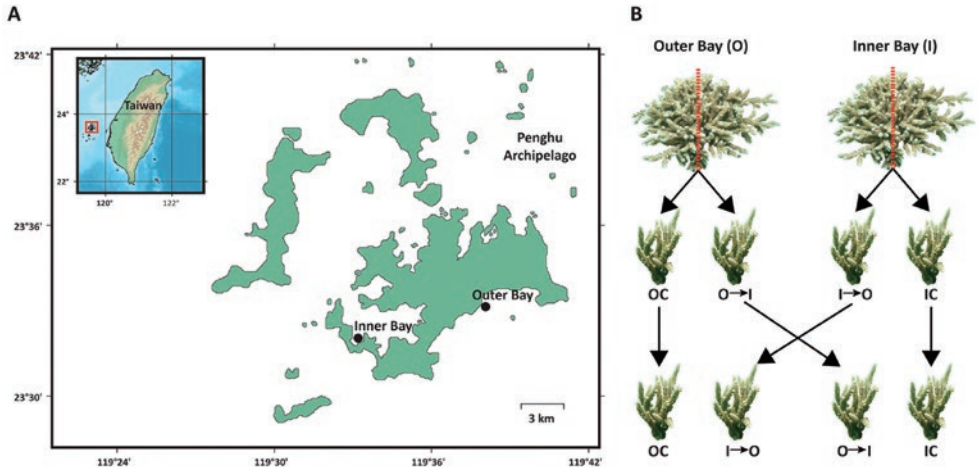 A
23°42'
23°36'
23°30'
119°24'
119°30'
119°36'
119°42'
24°
22°
120°
122°
Taiwan
Penghu
Archipelago
Outer Bay
Inner Bay
3 km
B
Outer Bay (O)
Inner Bay (I)
OC
O→I
I→O
IC
OC
I→O
O→I
IC